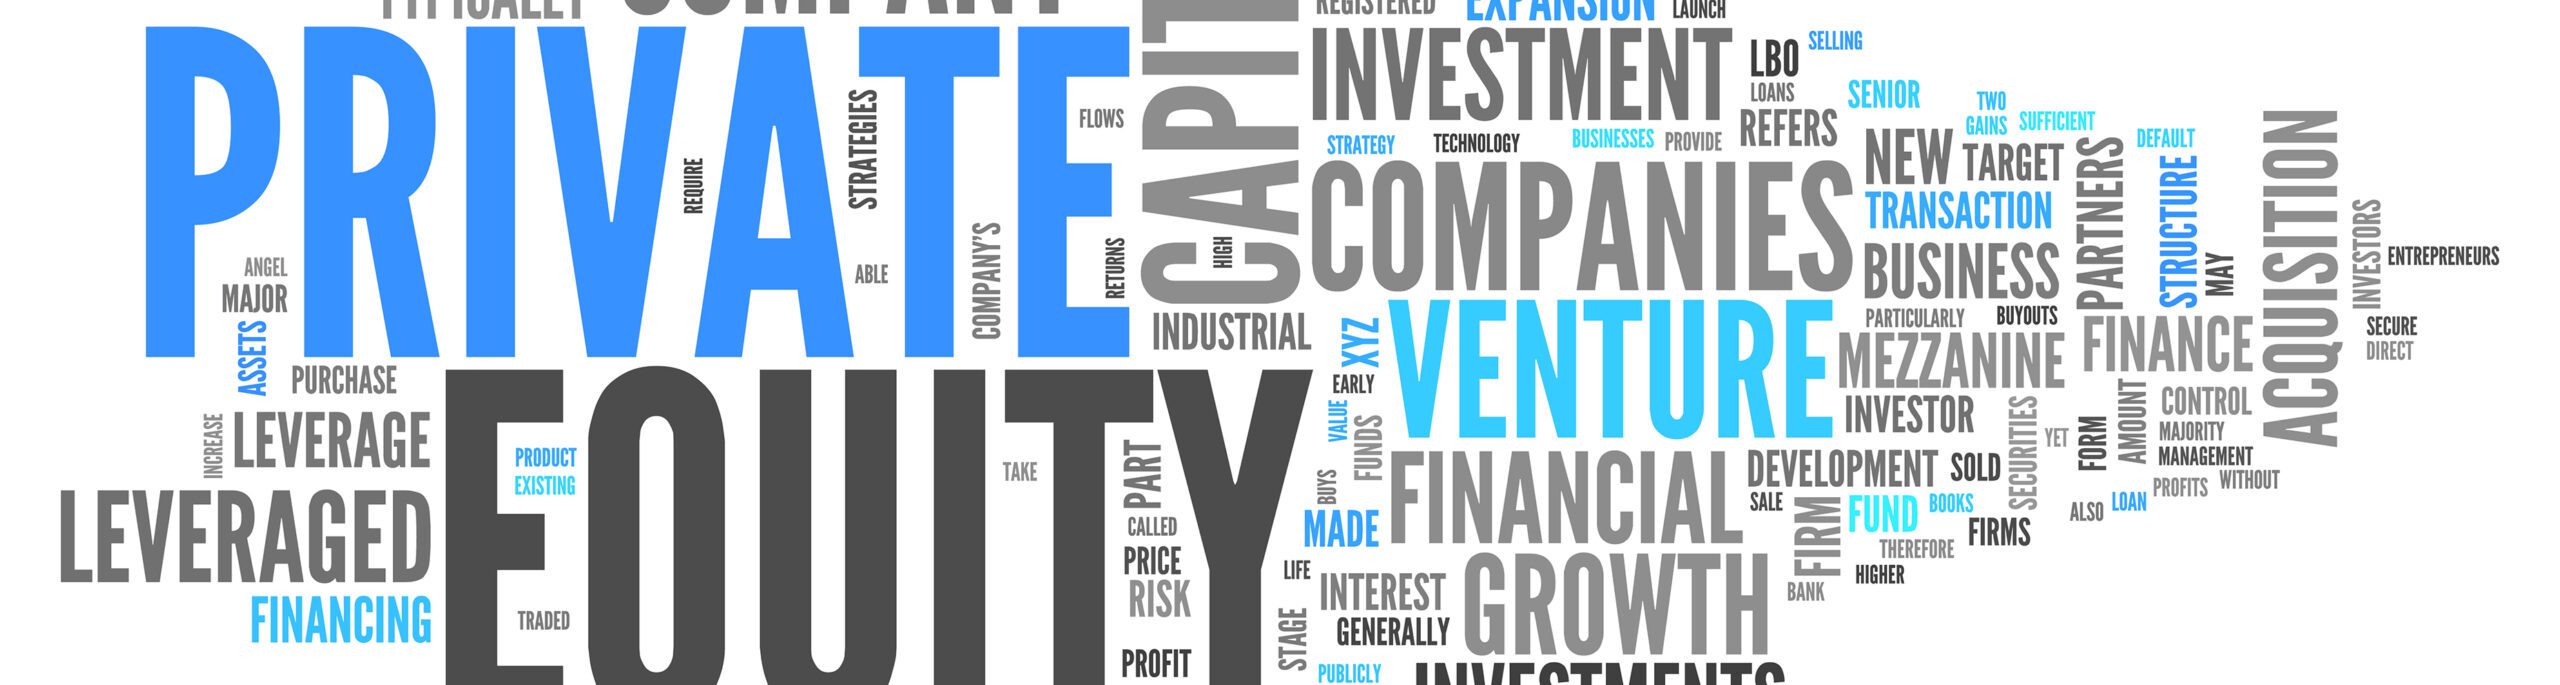 TYPICALLY
COMPANY
REGISTERED
EXPANSION
LAUNCH
PRIVATE
CAPIT
INVESTMENT
LBO
SELLING
LOANS
SENIOR
REFERS
TWO
GAINS
SUFFICIENT
DEFAULT
STRATEGIES
FLOWS
REQUIRE
STRATEGY
TECHNOLOGY
BUSINESSES
PROVIDE
COMPANIES
NEW
TARGET
TRANSACTION
PARTNERS
STRUCTURE
MAY
ACQUISITION
INVESTORS
ENTREPRENEURS
ANGEL
MAJOR
ASSETS
ABLE
COMPANY'S
RETURNS
HIGH
BUSINESS
PARTICULARLY
BUYOUTS
INDUSTRIAL
XYZ
VENTURE
MEZZANINE
FINANCE
SECURE
DIRECT
PURCHASE
EQUITY
EARLY
VALUE
FUNDS
INVESTOR
SECURITIES
YET
FORM
AMOUNT
CONTROL
MAJORITY
MANAGEMENT
WITHOUT
PROFITS
INCREASE
LEVERAGE
PRODUCT
EXISTING
TAKE
PART
BUYS
FINANCIAL
DEVELOPMENT
SOLD
SALE
FUND
BOOKS
FIRM
FIRMS
ALSO
LOAN
LEVERAGED
CALLED
PRICE
RISK
MADE
THEREFORE
HIGHER
BANK
FINANCING
TRADED
LIFE
INTEREST
GROWTH
GENERALLY
STAGE
PROFIT
PUBLICLY
INVESTMENTS